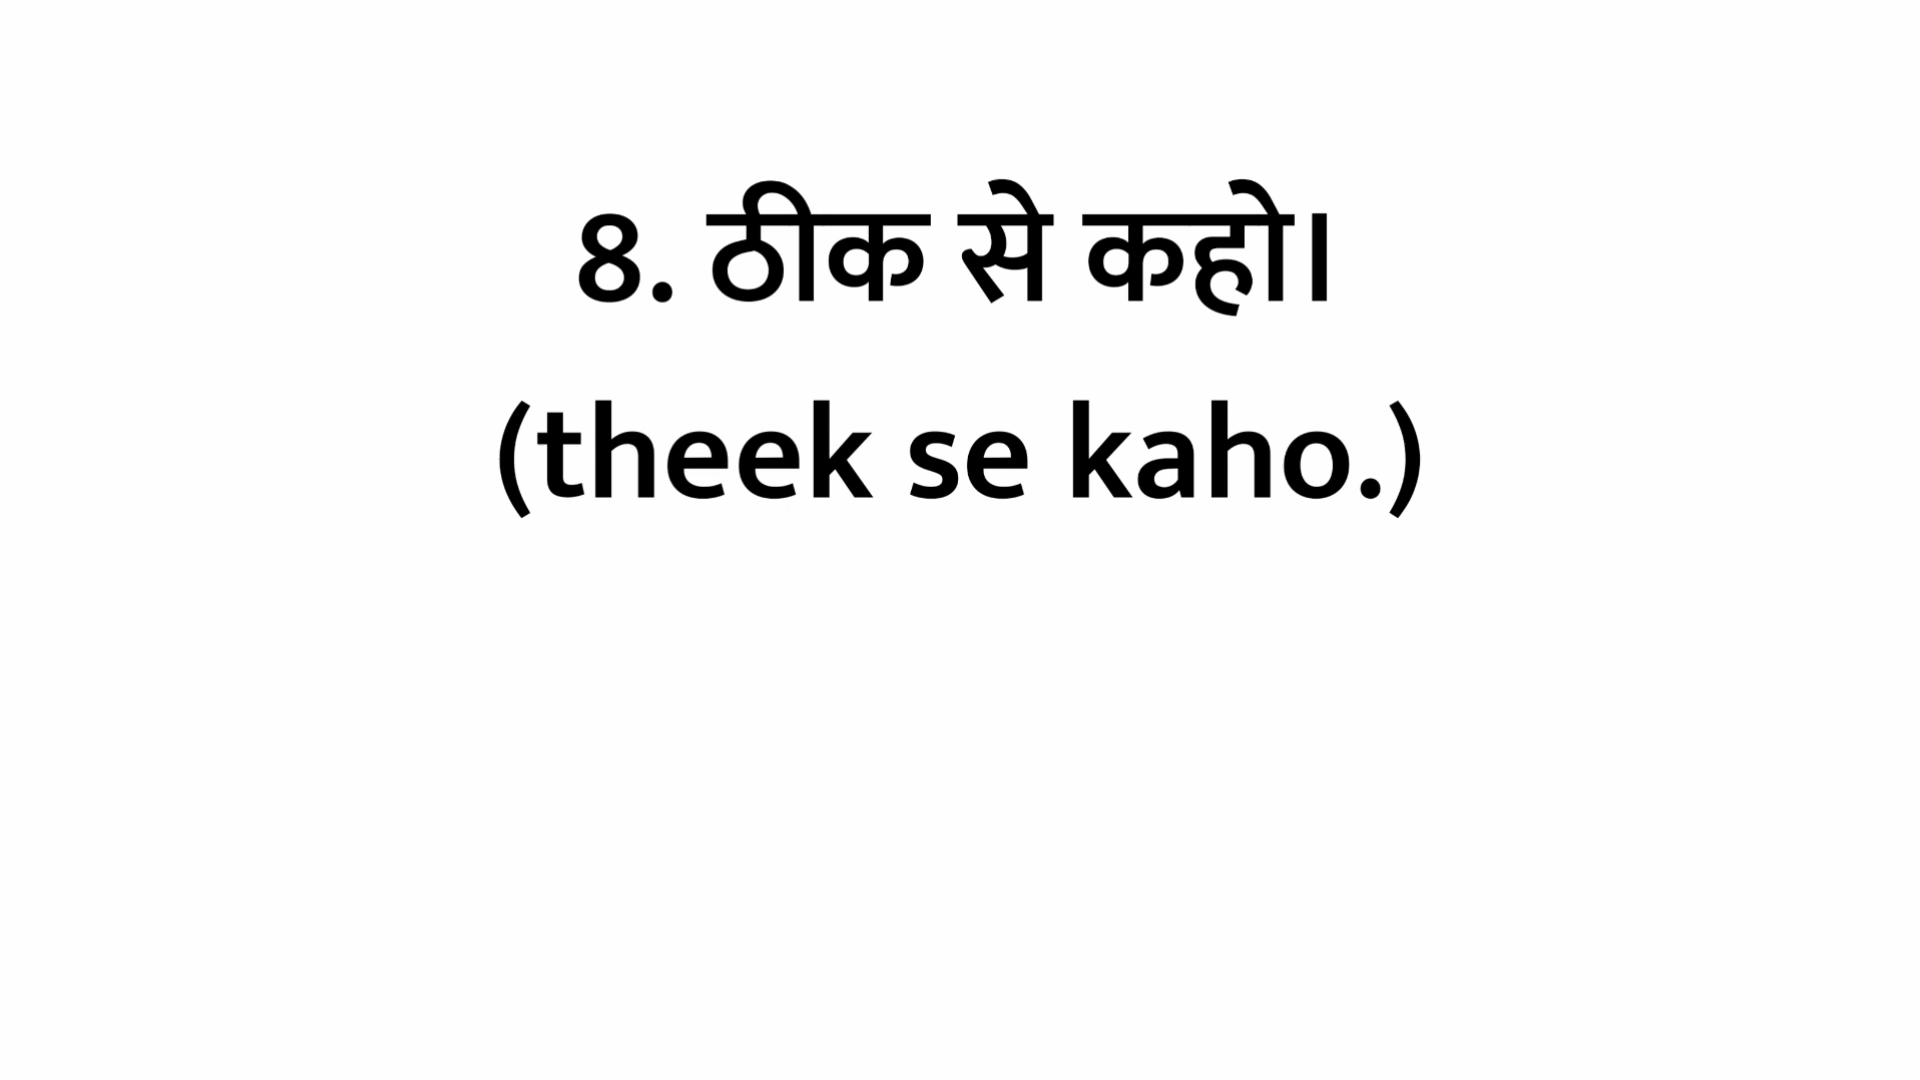 8. ठीक से कहो।
(theek se kaho.)